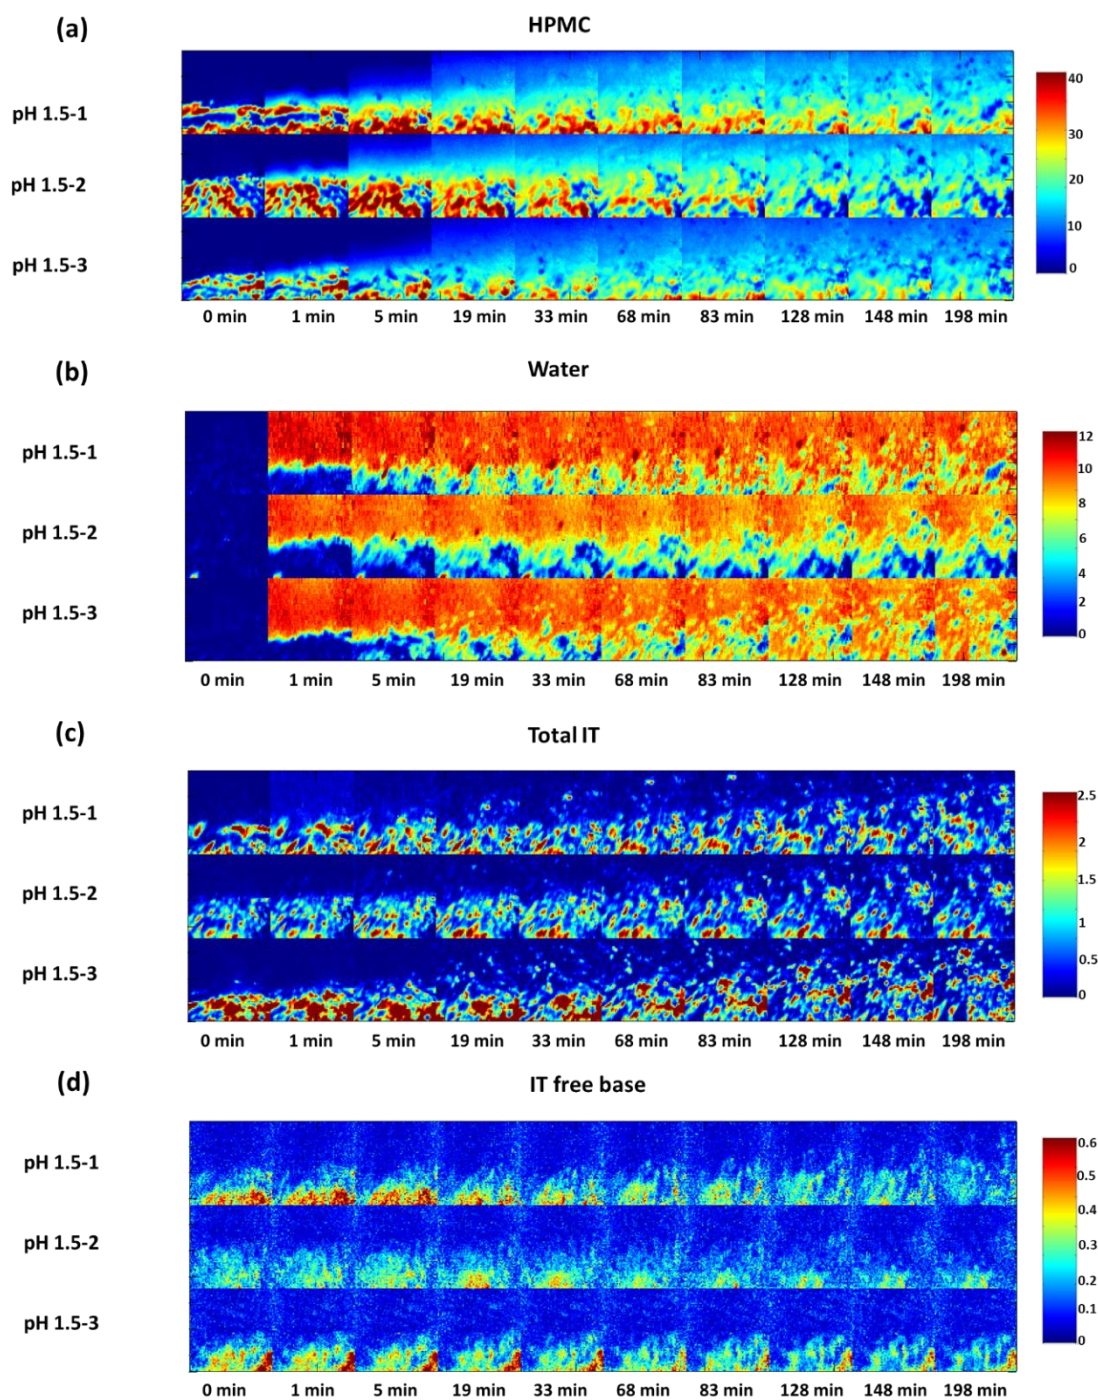 (a)
HPMC
pH 1.5-1
pH 1.5-2
pH 1.5-3
40
30
20
10
0
0 min 1 min 5 min 19 min 33 min 68 min 83 min 128 min 148 min 198 min
(b)
Water
pH 1.5-1
pH 1.5-2
pH 1.5-3
12
10
8
6
4
2
0
0 min 1 min 5 min 19 min 33 min 68 min 83 min 128 min 148 min 198 min
(c)
Total IT
pH 1.5-1
pH 1.5-2
pH 1.5-3
2.5
2
1.5
1
0.5
0
0 min 1 min 5 min 19 min 33 min 68 min 83 min 128 min 148 min 198 min
(d)
IT free base
pH 1.5-1
pH 1.5-2
pH 1.5-3
0.6
0.5
0.4
0.3
0.2
0.1
0
0 min 1 min 5 min 19 min 33 min 68 min 83 min 128 min 148 min 198 min